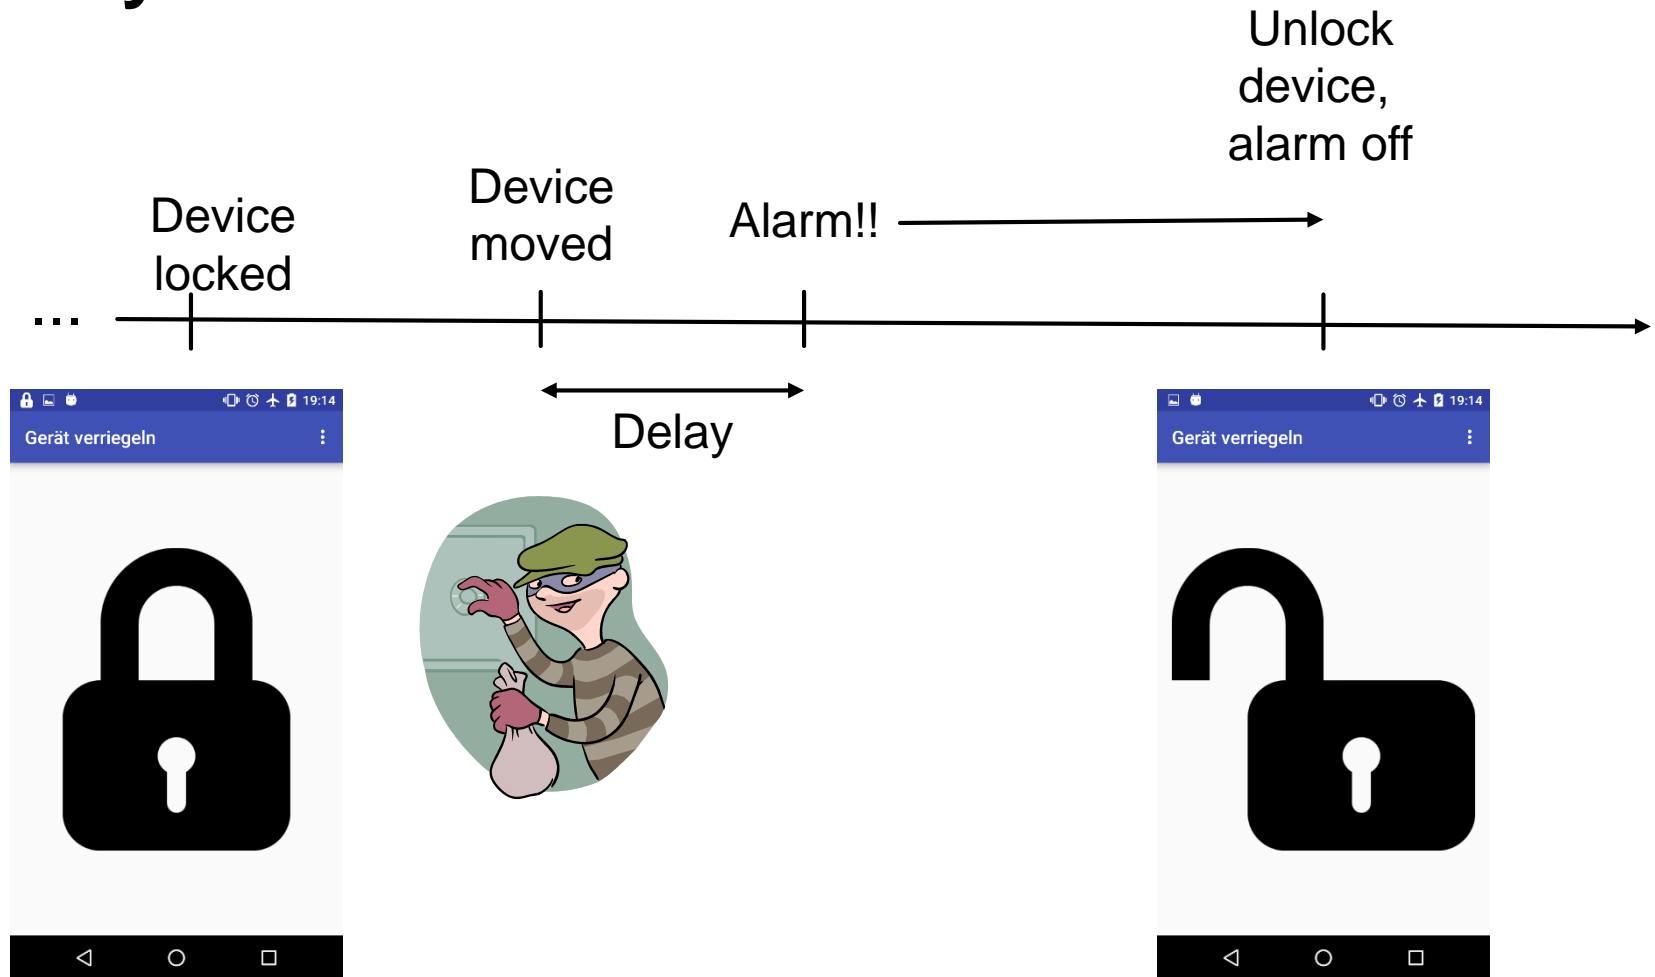 Unlock
device,
alarm off
Device
moved
Alarm!!
Device
locked
...
Delay
19:14
Gerät verriegeln
19:14
Gerät verriegeln